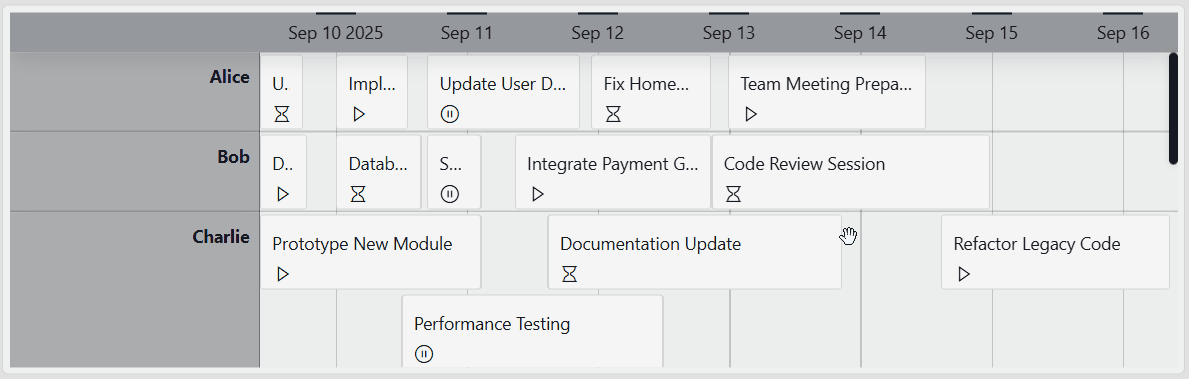 Sep 10 2025 Sep 11 Sep 12 Sep 13 Sep 14 Sep 15 Sep 16
Alice
U. Impl... Update User D... Fix Home... Team Meeting Prepa...
Bob
D.. Datab... S... Integrate Payment G... Code Review Session
Charlie
Prototype New Module Documentation Update Refactor Legacy Code
Performance Testing